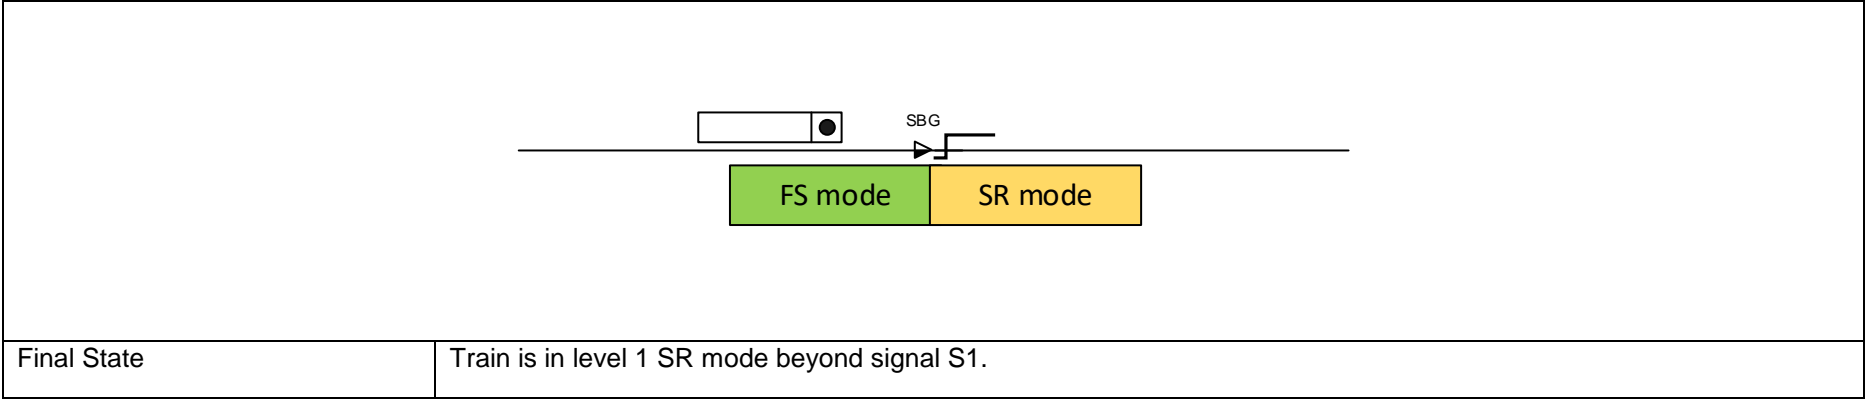 SBG
FS mode SR mode
Final State Train is in level 1 SR mode beyond signal S1.